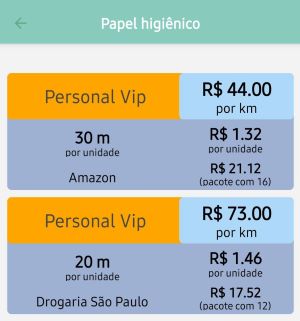 Papel higiênico
Personal Vip
R$ 44.00
por km
30 m
por unidade
Amazon
R$ 1.32
por unidade
R$ 21.12
(pacote com 16)
Personal Vip
R$ 73.00
por km
20 m
por unidade
Drogaria São Paulo
R$ 1.46
por unidade
R$ 17.52
(pacote com 12)